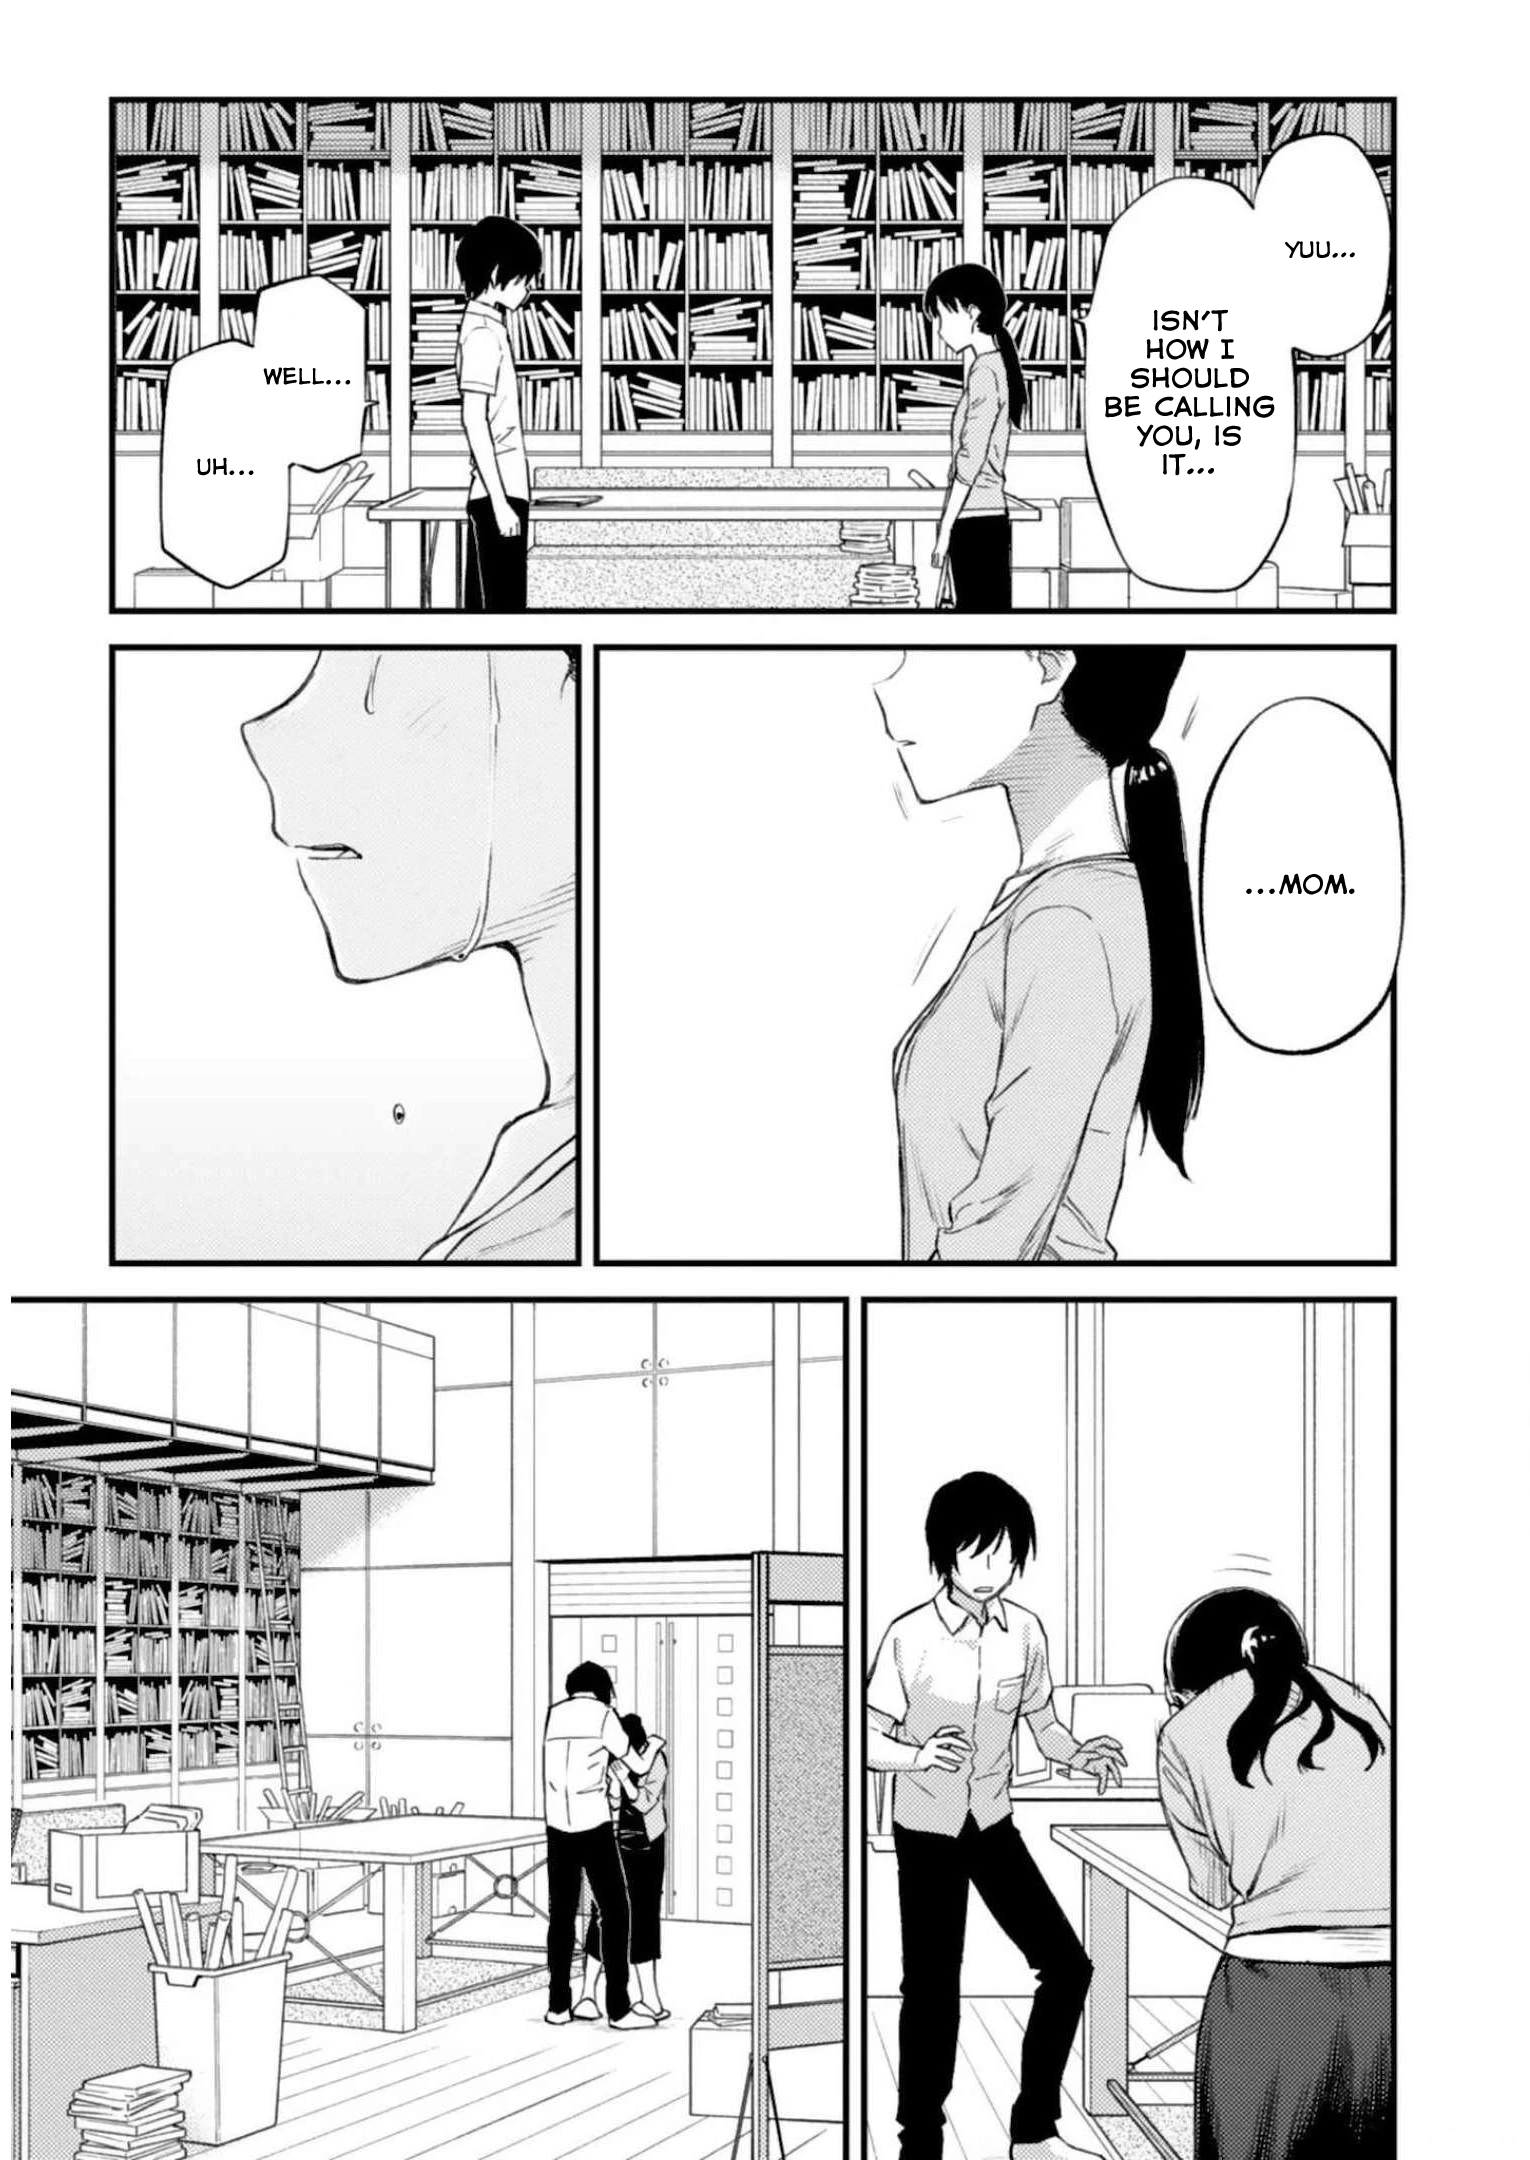 YUU...
ISN'T
HOW I
SHOULD
BE CALLING
YOU, IS
IT...
WELL...
UH...
...MOM.